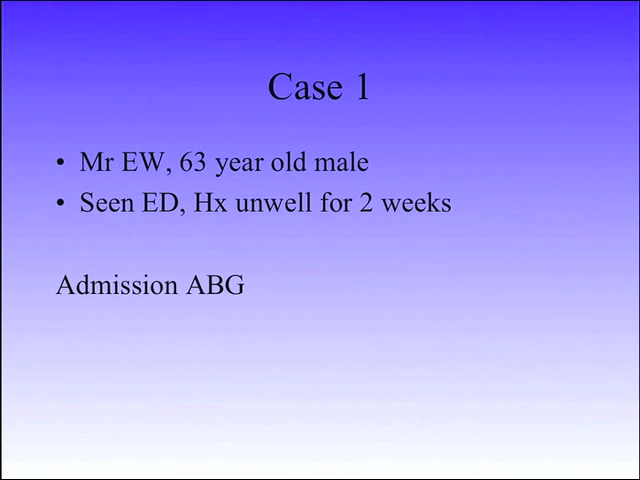 Case 1
• Mr EW, 63 year old male
• Seen ED, Hx unwell for 2 weeks
Admission ABG